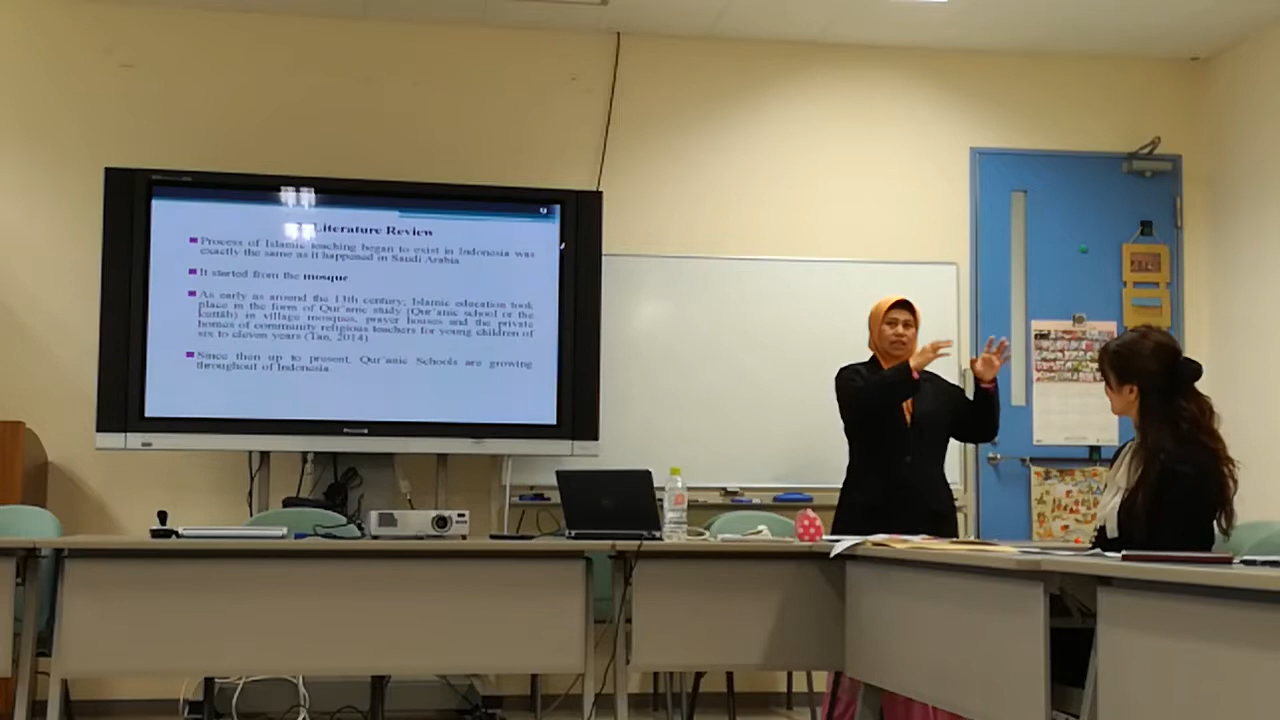 9
Literature Review
Process of Islamic teaching began to exist in Indonesia was
exactly the same as it happened in Saudi Arabia
It started from the mosque
As early as around the 13th century, Islamic education took
place in the form of Qur'anic study (Qur'anic school or the
kuttāb) in village mosques, prayer houses and the private
homes of community religious teachers for young children of
six to eleven years (Tan, 2014)
Since then up to present, Qur'anic Schools are growing
throughout of Indonesia.